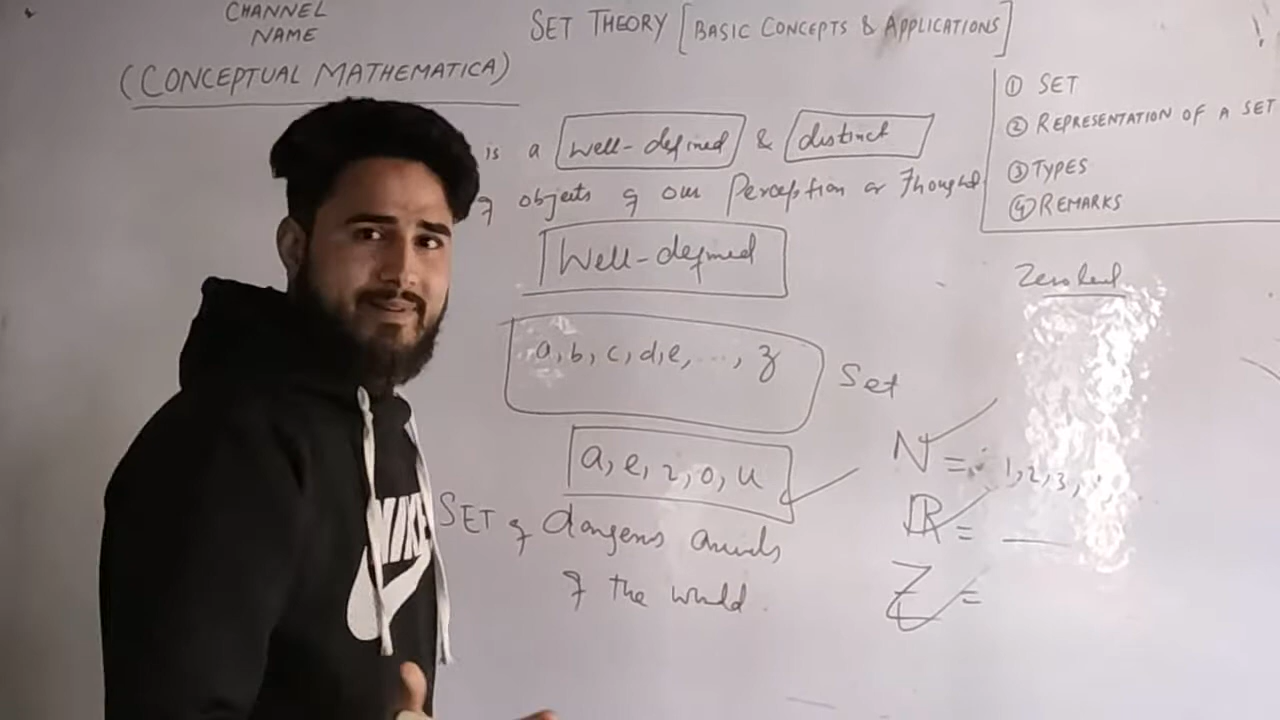 CHANNEL
NAME
(CONCEPTUAL MATHEMATICA)
SET THEORY [BASIC CONCEPTS & APPLICATIONS]
① SET
② REPRESENTATION OF A SET
③ TYPES
④ REMARKS
is a well-defined & distinct
of objects of our Perception or Thought
Well-defined
a, b, c, d, e, ..., z
Set
a, e, i, o, u
SET of dangerous animals
of the world
N = 1, 2, 3,
R =
Z =
NIKE